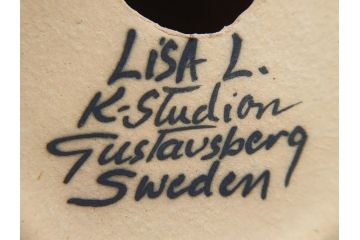 LiSA L.
K-Studion
Gustavsberg
Sweden